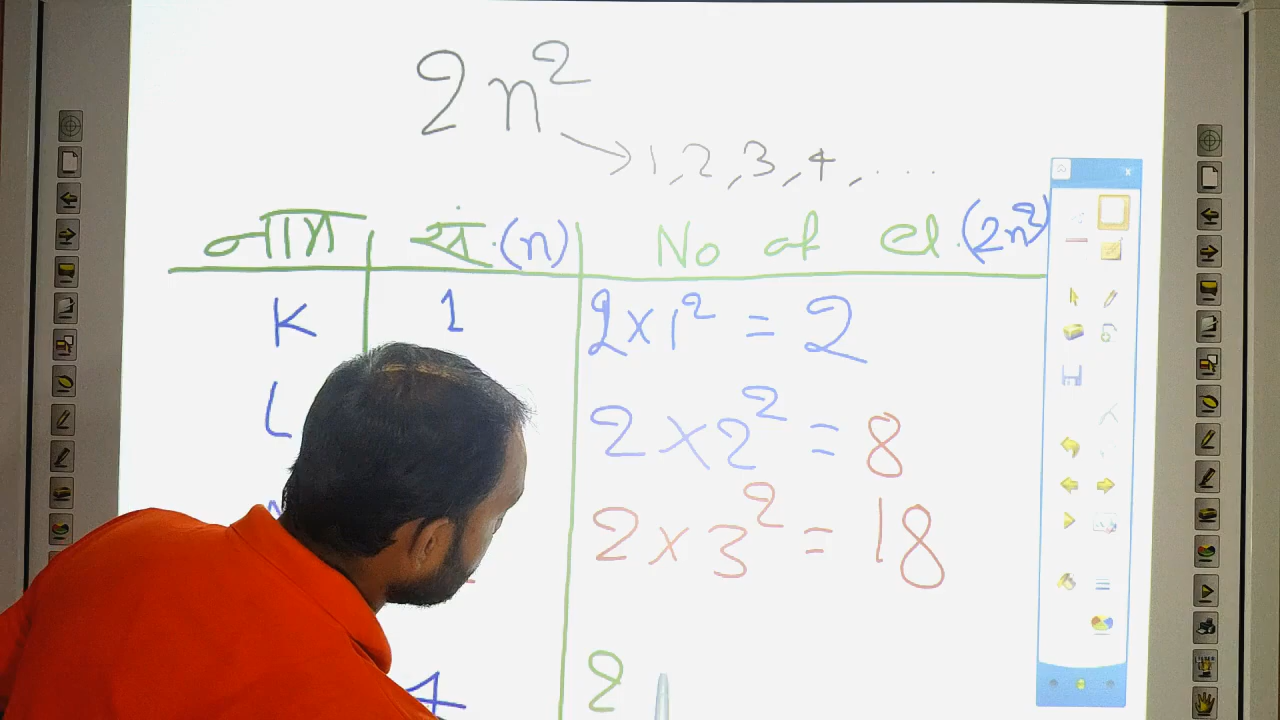 2n²
1, 2, 3, 4, ....
नाम सं. (n) No of el. (2n²)
K 1 2 × 1² = 2
L 2 × 2² = 8
2 × 3² = 18
4 2